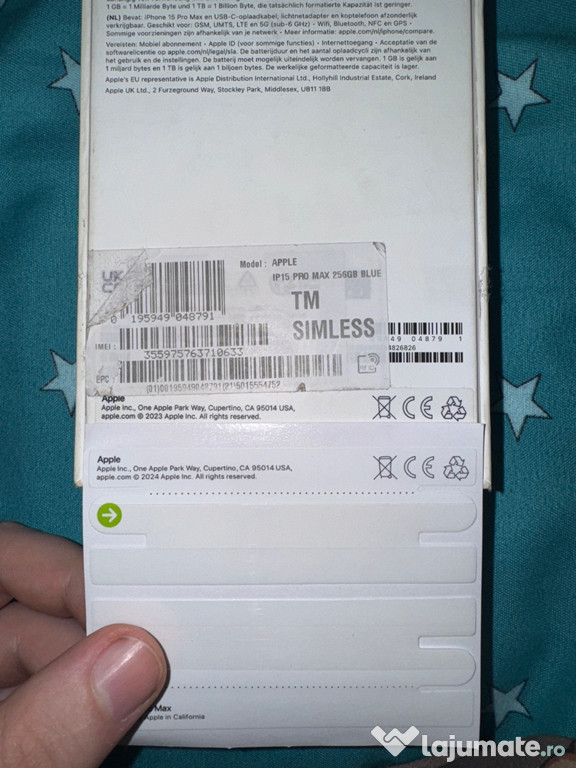 1 GB = 1 Milliarde Byte und 1 TB = 1 Billion Byte, die tatsächlich formatierte Kapazität ist geringer.
(NL) Bevat: iPhone 15 Pro Max en USB-C-oplaadkabel, lichtnetadapter en koptelefoon afzonderlijk
verkrijgbaar. Geschikt voor: GSM, UMTS, LTE en 5G (sub-6 GHz) • Wifi, Bluetooth, NFC en GPS •
Sommige voorzieningen zijn afhankelijk van je netwerk • Meer informatie: apple.com/nl/iphone/compare.
Vereisten: Mobiel abonnement • Apple ID (voor sommige functies) • Internettoegang • Acceptatie van de
softwarelicentie op apple.com/nl/legal/sla. De batterijduur en het aantal oplaadcycli zijn afhankelijk van
het gebruik en de instellingen. De batterij moet mogelijk uiteindelijk worden vervangen. 1 GB is gelijk aan
1 miljard bytes en 1 TB is gelijk aan 1 biljoen bytes. De werkelijke geformatteerde capaciteit is lager.
Apple's EU representative is Apple Distribution International Ltd., Hollyhill Industrial Estate, Cork, Ireland
Apple UK Ltd., 2 Furzeground Way, Stockley Park, Middlesex, UB11 1BB
UK
Model : APPLE
IP15 PRO MAX 256GB BLUE
0 195949 048791
TM
SIMLESS
IMEI :
355975763710633
49 04879 1
4826826
EPC :
(01)00195949048791(21)5015554752
Apple
Apple Inc., One Apple Park Way, Cupertino, CA 95014 USA,
apple.com © 2023 Apple Inc. All rights reserved.
CE
Apple
Apple Inc., One Apple Park Way, Cupertino, CA 95014 USA,
apple.com © 2024 Apple Inc. All rights reserved.
CE
Max
Apple in California
lajumate.ro